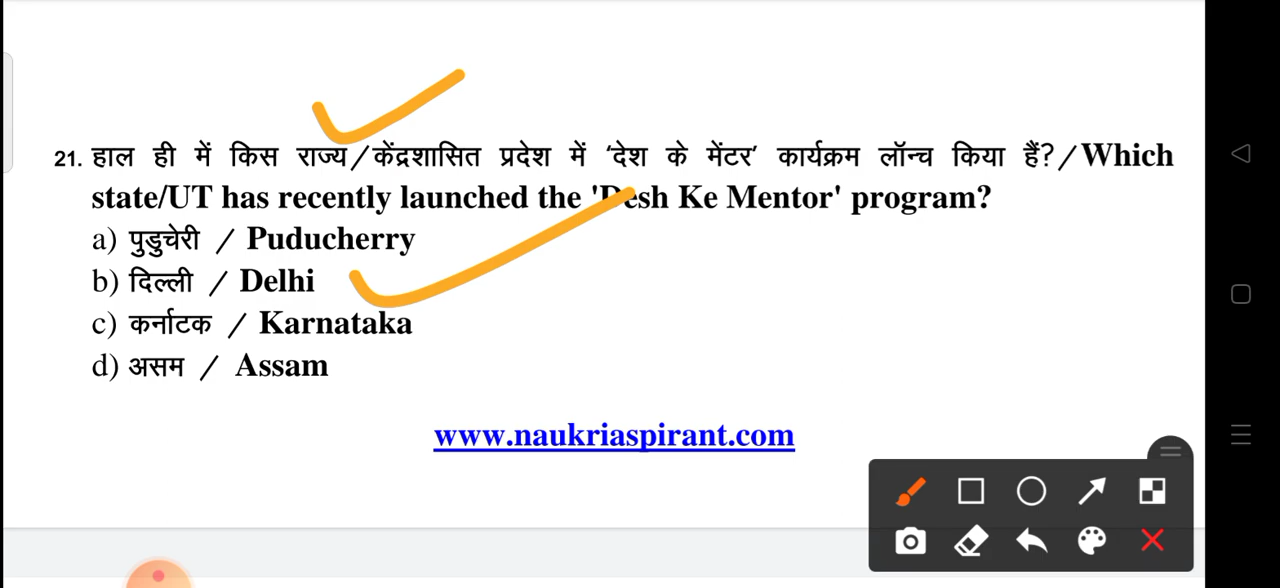 21. हाल ही में किस राज्य/केंद्रशासित प्रदेश में 'देश के मेंटर' कार्यक्रम लॉन्च किया हैं?/Which
state/UT has recently launched the 'Desh Ke Mentor' program?
a) पुडुचेरी / Puducherry
b) दिल्ली / Delhi
c) कर्नाटक / Karnataka
d) असम / Assam
www.naukriaspirant.com